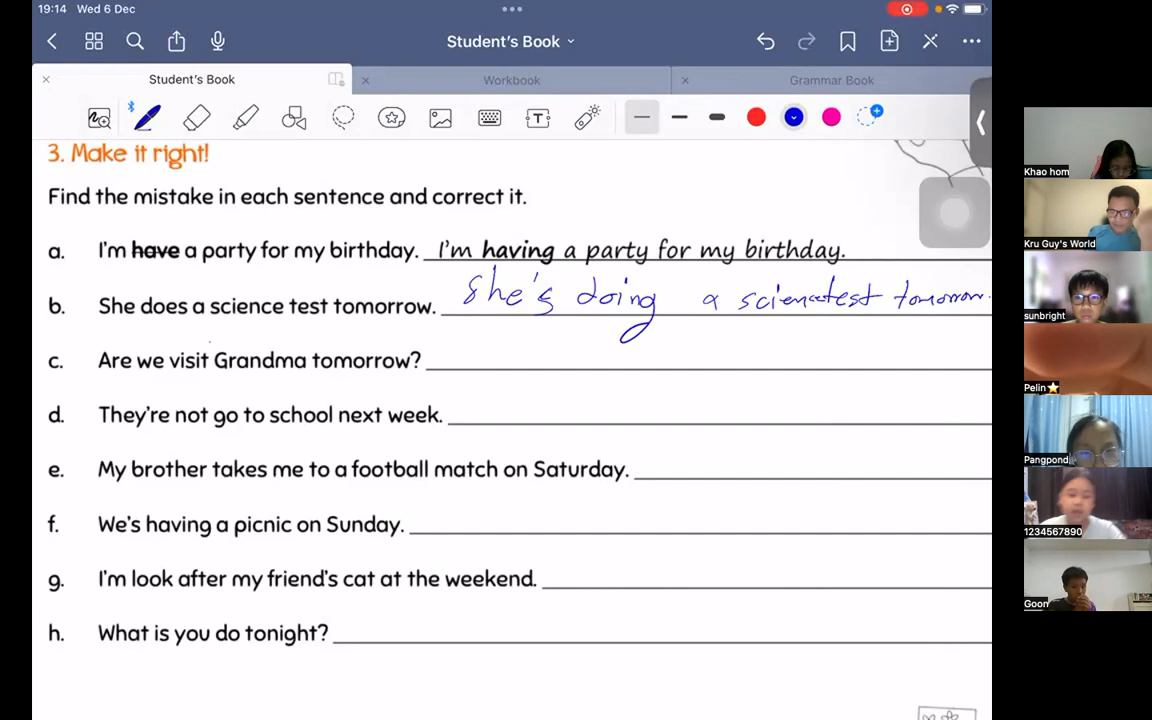 19:14 Wed 6 Dec
Student's Book
Student's Book
Workbook
Grammar Book
3. Make it right!
Find the mistake in each sentence and correct it.
a. I'm have a party for my birthday. I'm having a party for my birthday.
b. She does a science test tomorrow. She's doing a science test tomorrow.
c. Are we visit Grandma tomorrow?
d. They're not go to school next week.
e. My brother takes me to a football match on Saturday.
f. We's having a picnic on Sunday.
g. I'm look after my friend's cat at the weekend.
h. What is you do tonight?
Khao hom
Kru Guy's World
sunbright
Pelin⭐
Pangpond
1234567890
Goon